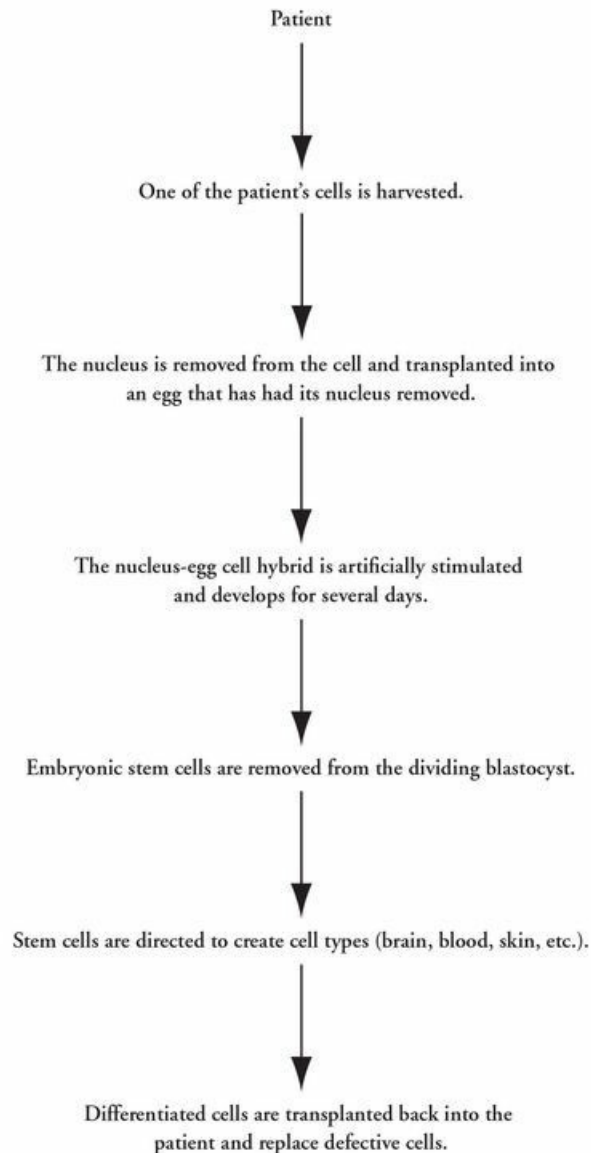 Patient
One of the patient’s cells is harvested.
The nucleus is removed from the cell and transplanted into
an egg that has had its nucleus removed.
The nucleus-egg cell hybrid is artificially stimulated
and develops for several days.
Embryonic stem cells are removed from the dividing blastocyst.
Stem cells are directed to create cell types (brain, blood, skin, etc.).
Differentiated cells are transplanted back into the
patient and replace defective cells.